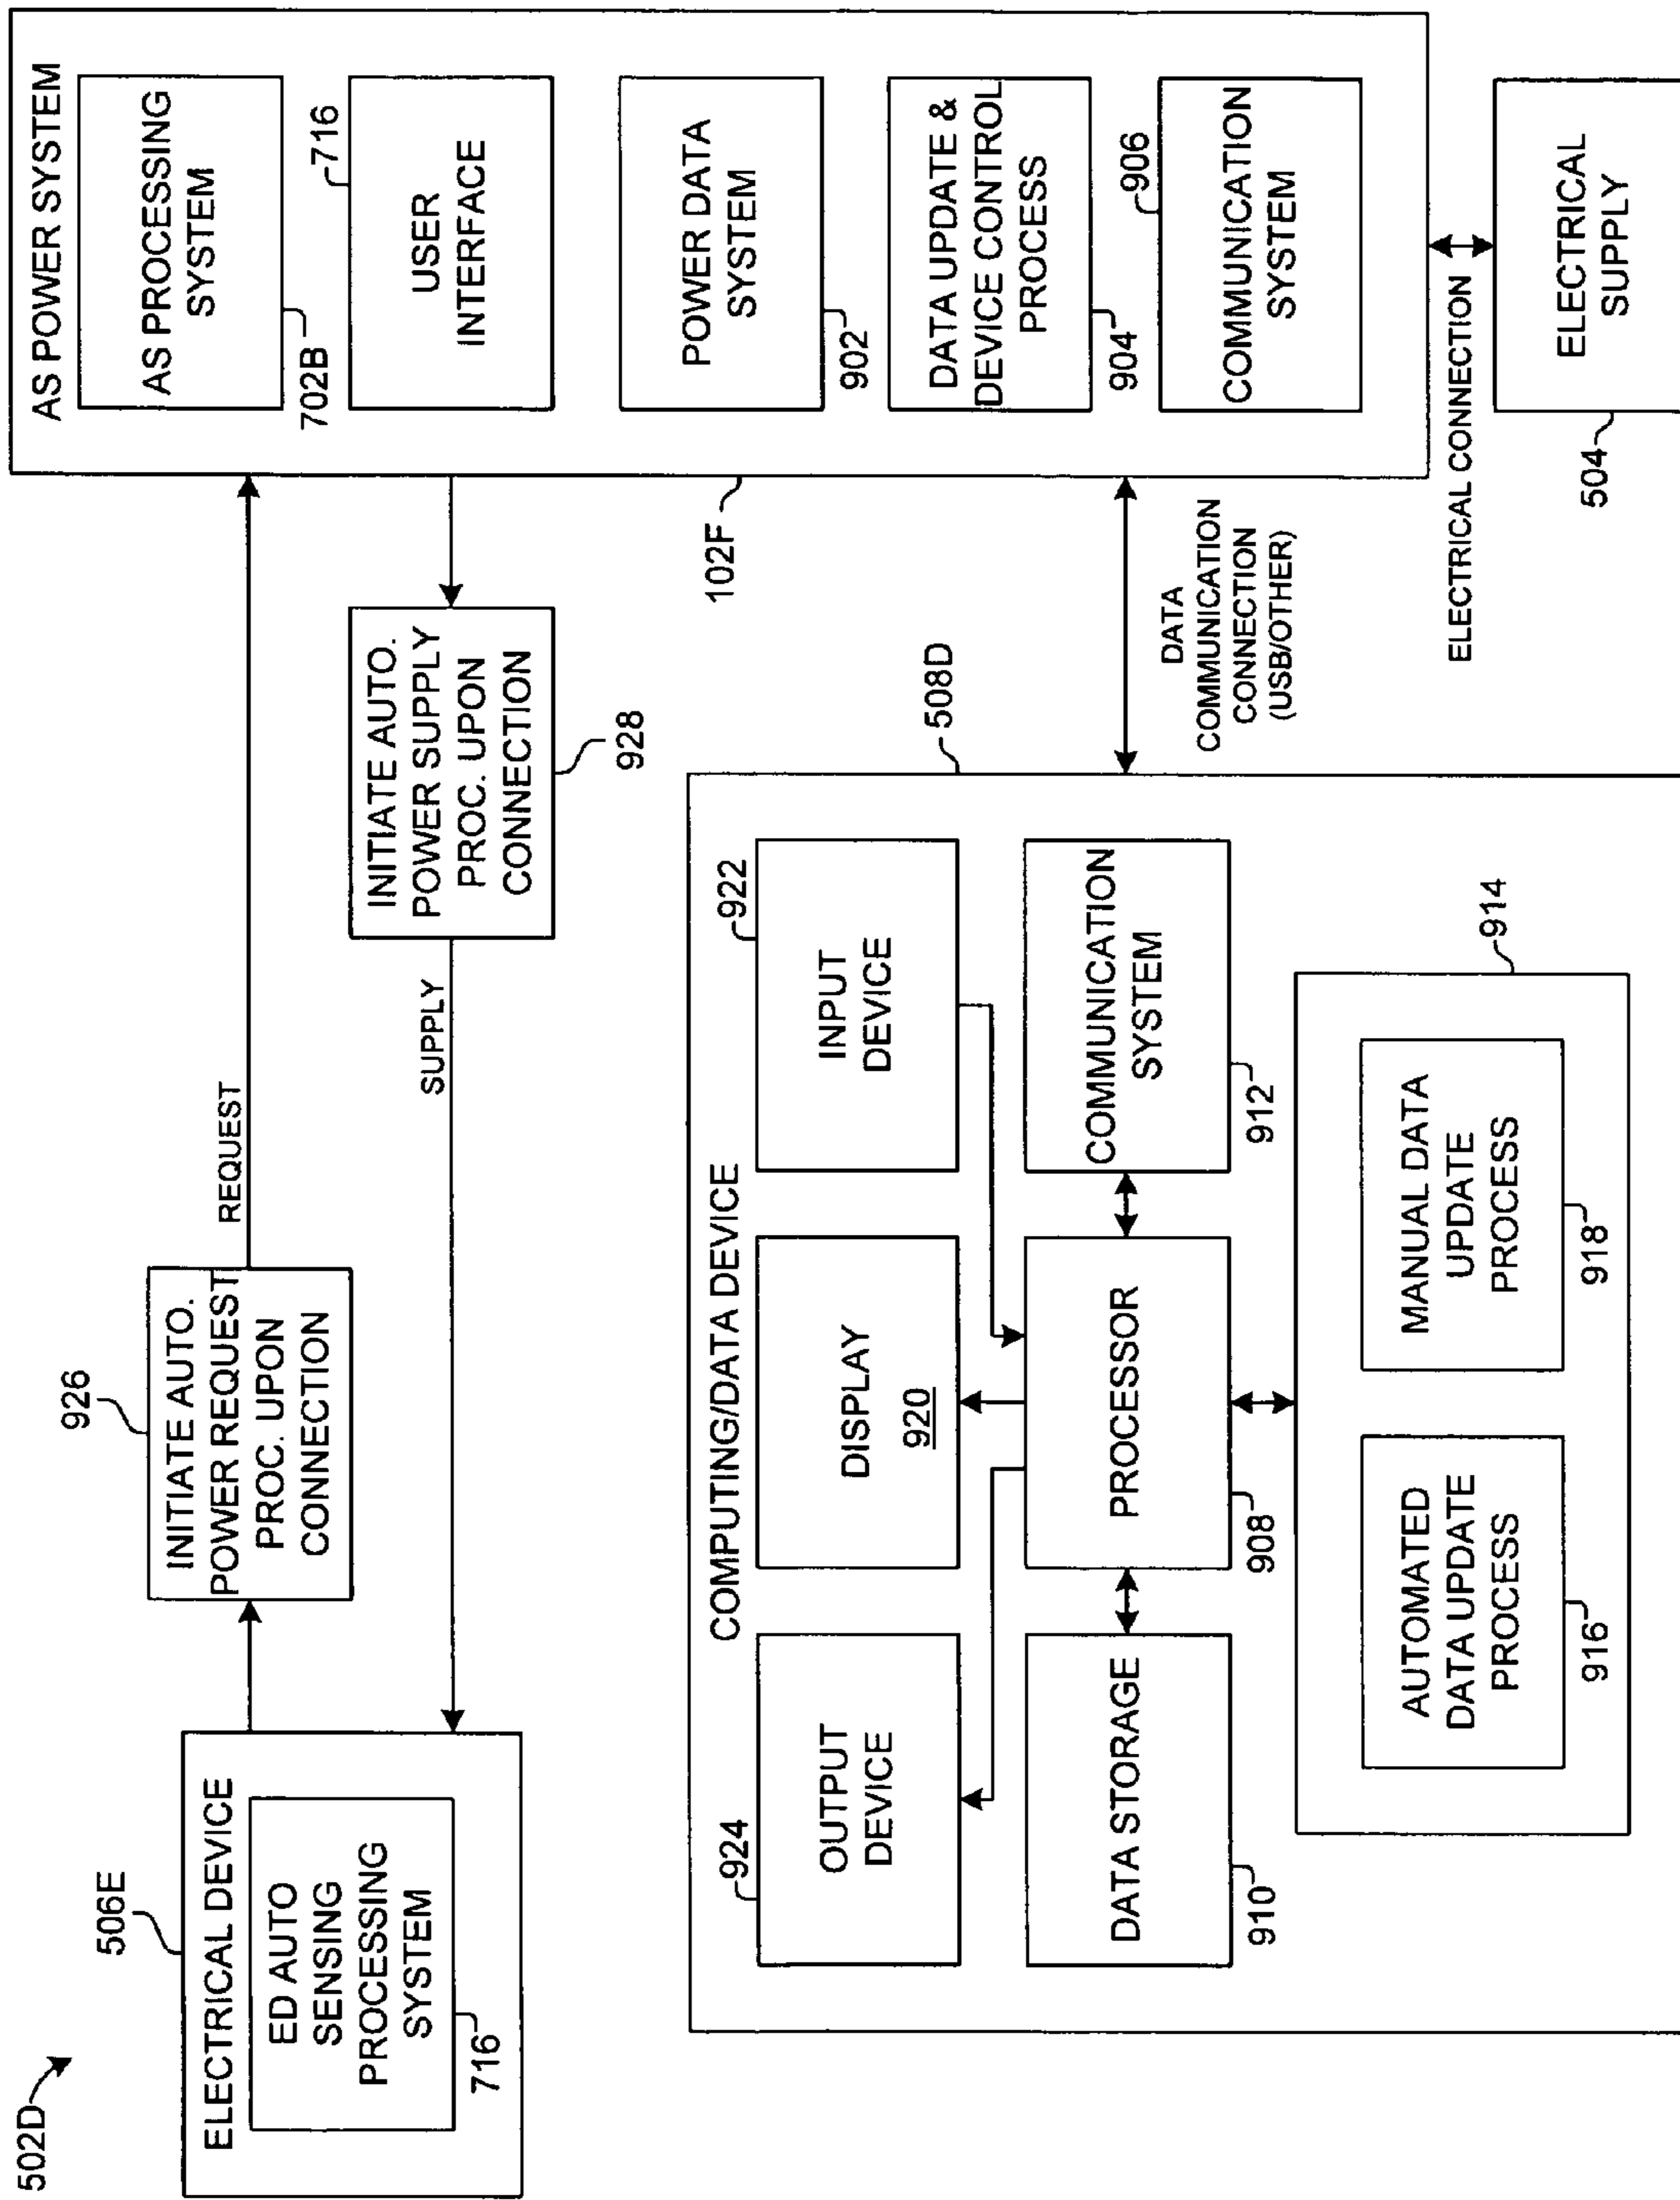 502D
506E
ELECTRICAL DEVICE
ED AUTO
SENSING
PROCESSING
SYSTEM
716
926
INITIATE AUTO.
POWER REQUEST
PROC. UPON
CONNECTION
REQUEST
SUPPLY
INITIATE AUTO.
POWER SUPPLY
PROC. UPON
CONNECTION
928
AS POWER SYSTEM
AS PROCESSING
SYSTEM
702B
716
USER
INTERFACE
102F
POWER DATA
SYSTEM
902
DATA UPDATE &
DEVICE CONTROL
PROCESS
904
906
COMMUNICATION
SYSTEM
DATA
COMMUNICATION
CONNECTION
(USB/OTHER)
ELECTRICAL CONNECTION
ELECTRICAL
SUPPLY
504
508D
COMPUTING/DATA DEVICE
924
OUTPUT
DEVICE
DISPLAY
920
922
INPUT
DEVICE
DATA STORAGE
910
PROCESSOR
908
COMMUNICATION
SYSTEM
912
914
AUTOMATED
DATA UPDATE
PROCESS
916
MANUAL DATA
UPDATE
PROCESS
918